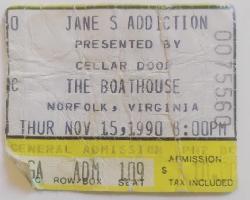 O JANE S ADDICTION
PRESENTED BY
CELLAR DOOR
C THE BOATHOUSE
NORFOLK, VIRGINIA
THUR NOV 15,1990 8:00PM
GENERAL ADMISSION
GA ADM 109 ADMISSION
$
ROW/BOX SEAT TAX INCLUDED